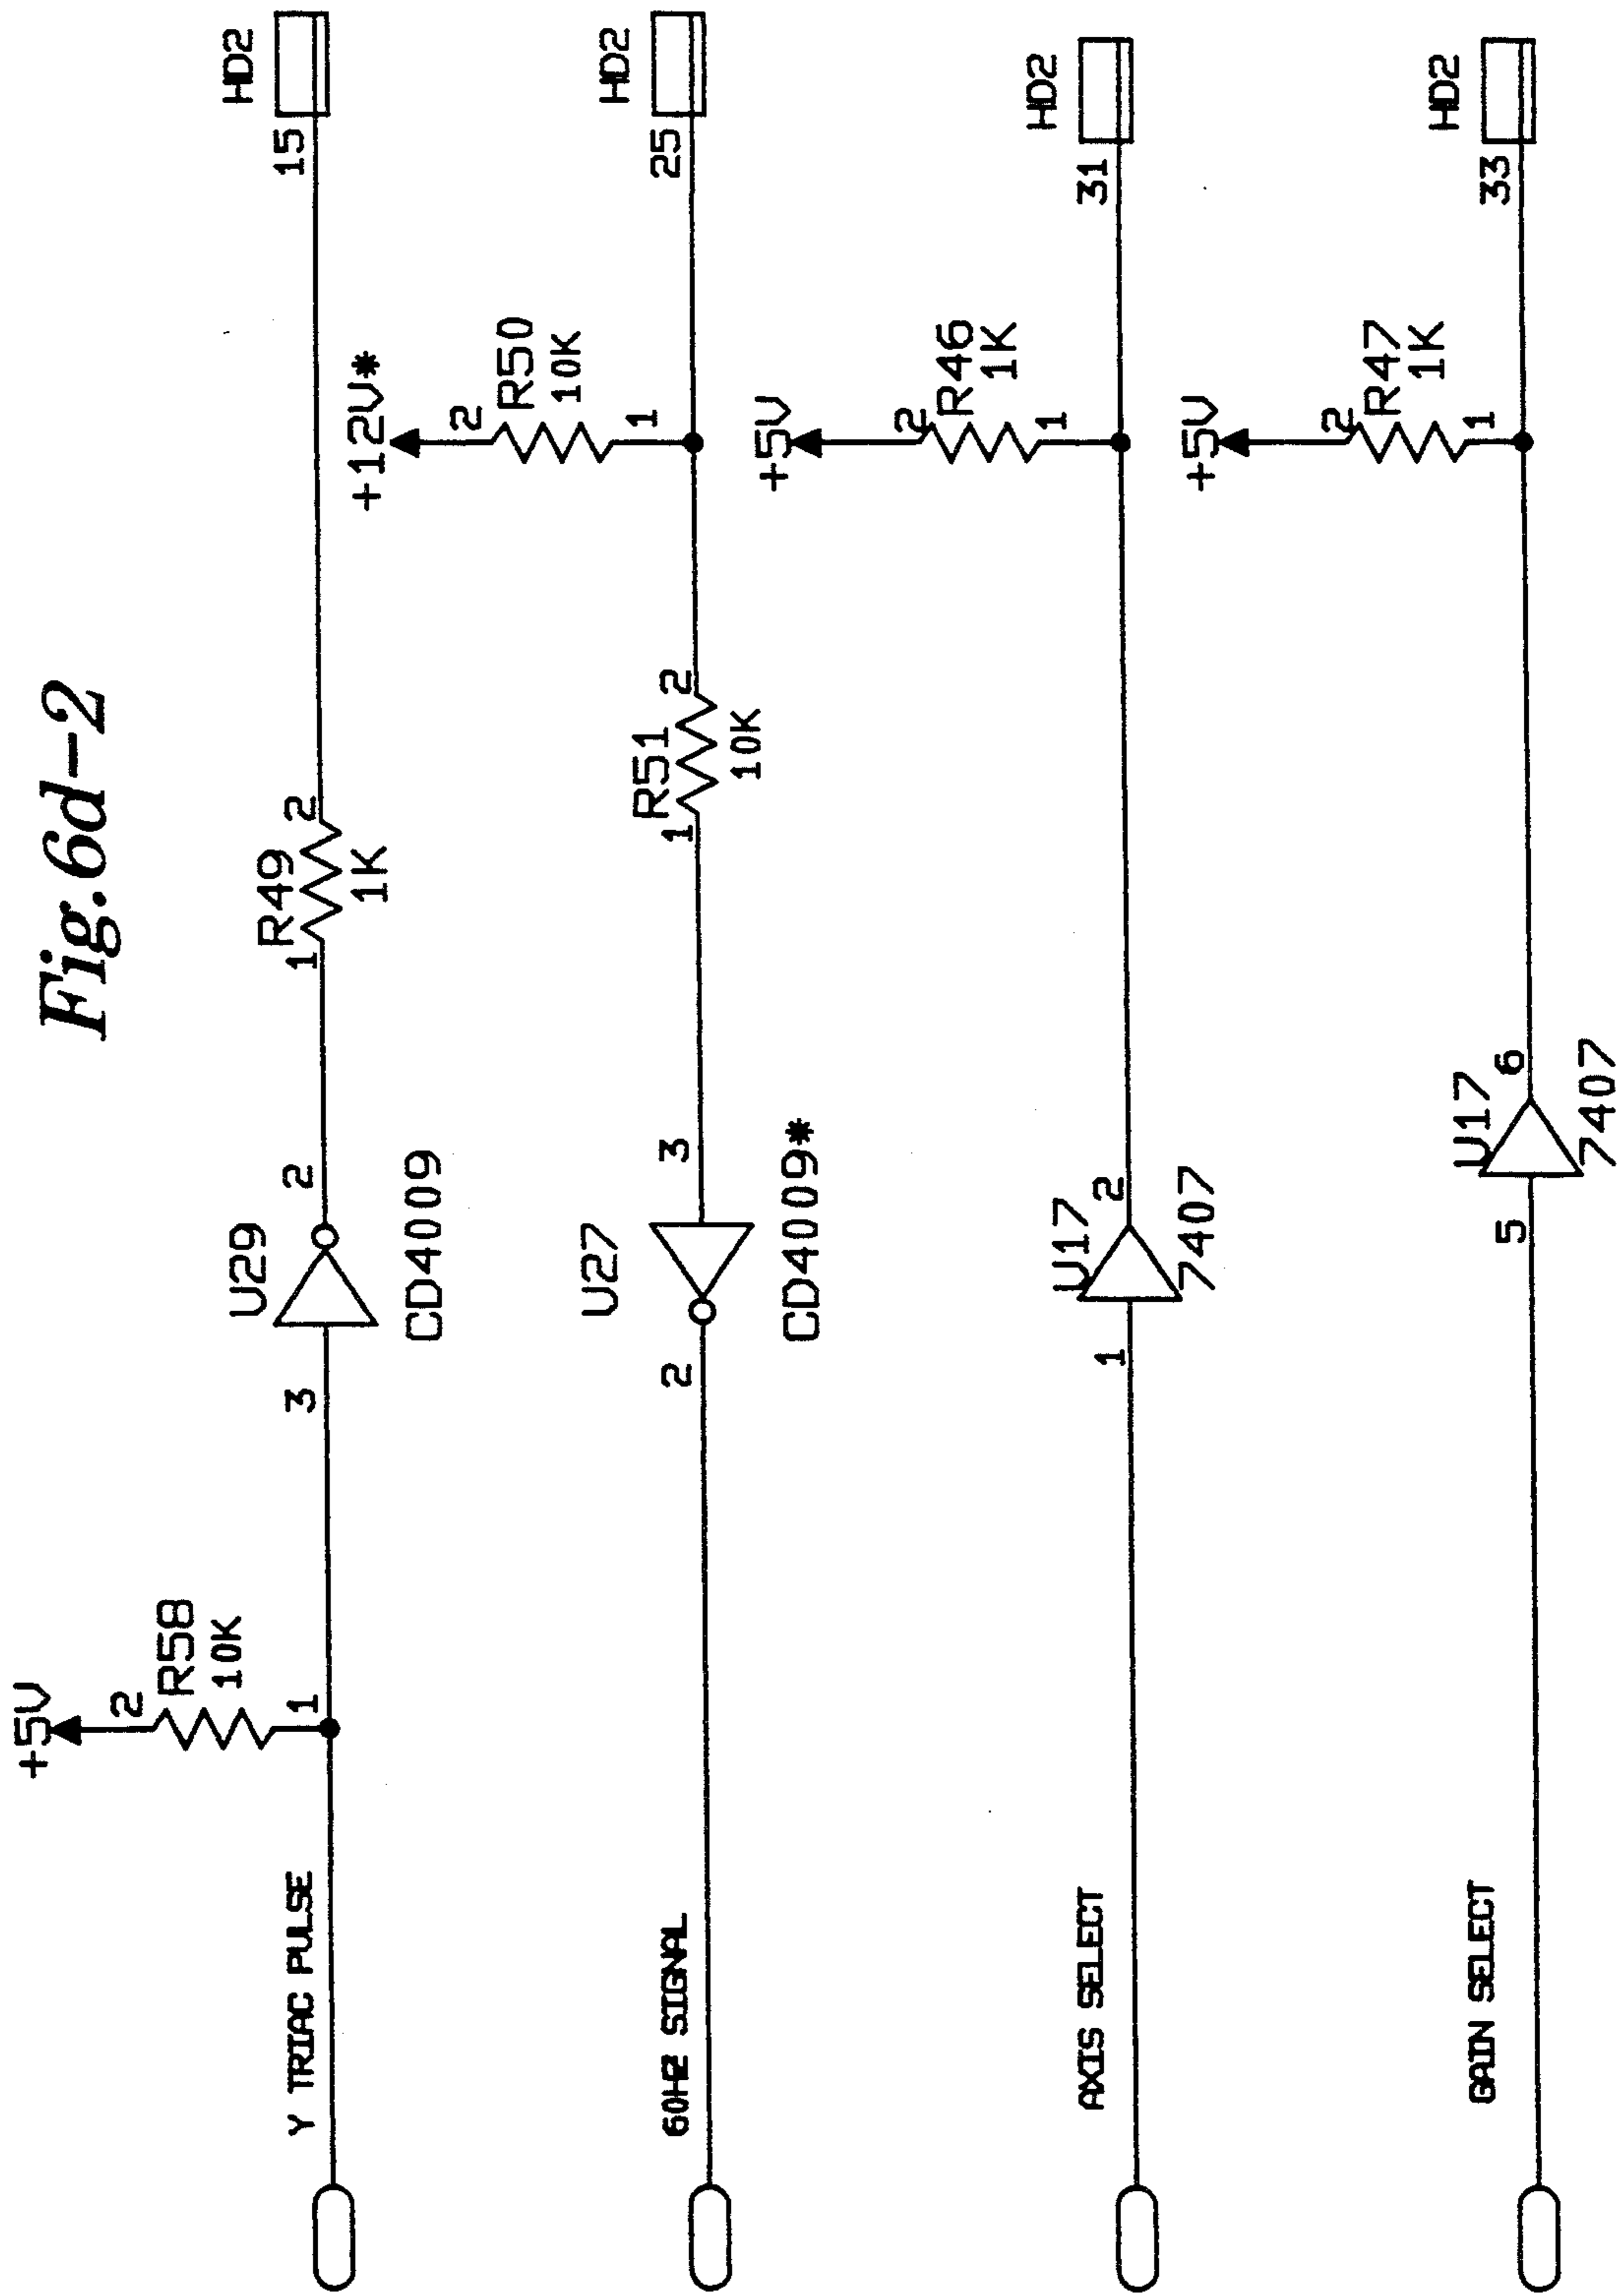 Fig.6d-2
+5V
2
R58
10K
1
Y TRIAC PULSE
3
U29
2
CD4009
1
R49
2
1K
15
HD2
+12V*
2
R50
10K
1
60HZ SIGNAL
2
U27
3
CD4009*
1
R51
2
10K
25
HD2
+5V
2
R46
1K
1
AXIS SELECT
1
U17
2
7407
31
HD2
+5V
2
R47
1K
1
GAIN SELECT
5
U17
6
7407
33
HD2